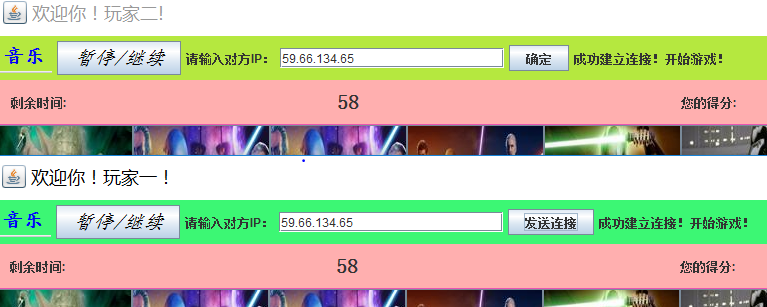 欢迎你！玩家二!
音乐 暂停/继续 请输入对方IP： 59.66.134.65 确定 成功建立连接！开始游戏！
剩余时间: 58 您的得分:
欢迎你！玩家一！
音乐 暂停/继续 请输入对方IP： 59.66.134.65 发送连接 成功建立连接！开始游戏！
剩余时间: 58 您的得分: